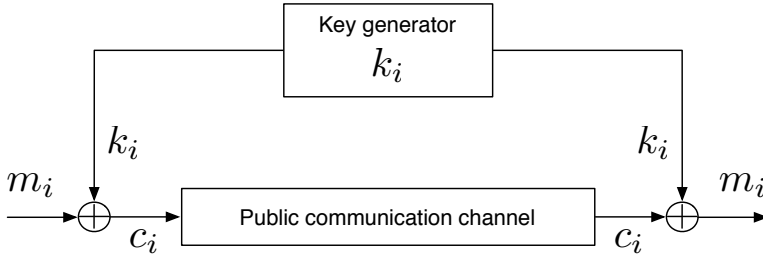 Key generator
k_i
k_i
k_i
m_i
m_i
Public communication channel
c_i
c_i